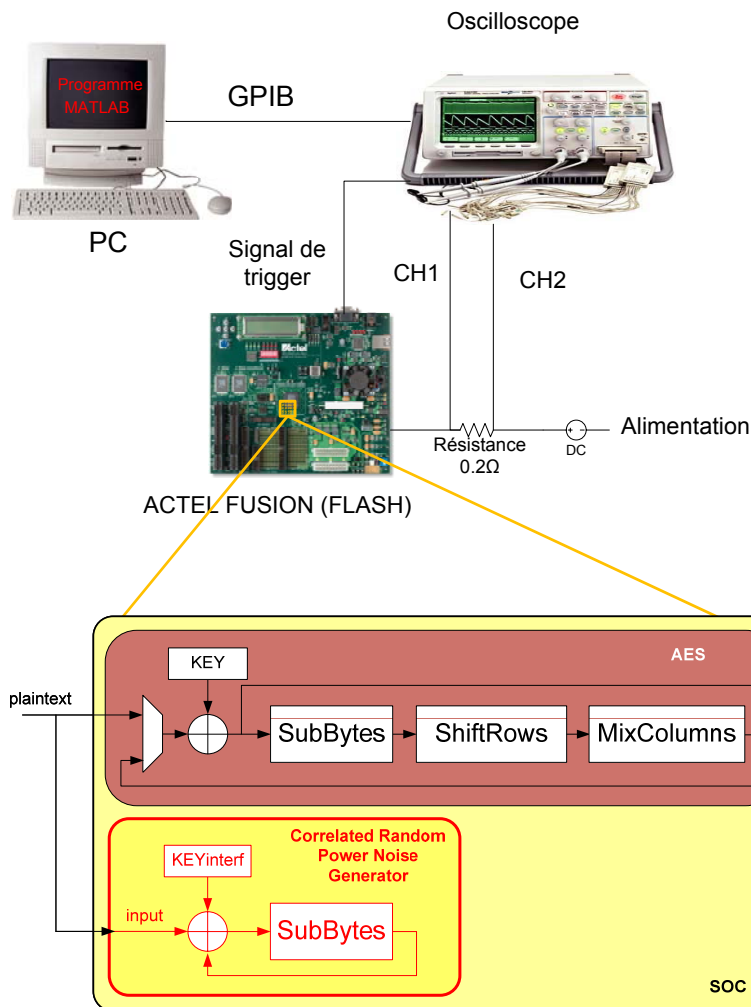 Oscilloscope
Programme
MATLAB
GPIB
PC
Signal de
trigger
CH1
CH2
Actel
Résistance
0.2Ω
DC
Alimentation
ACTEL FUSION (FLASH)
AES
KEY
plaintext
SubBytes
ShiftRows
MixColumns
Correlated Random
Power Noise
Generator
KEYinterf
input
SubBytes
SOC